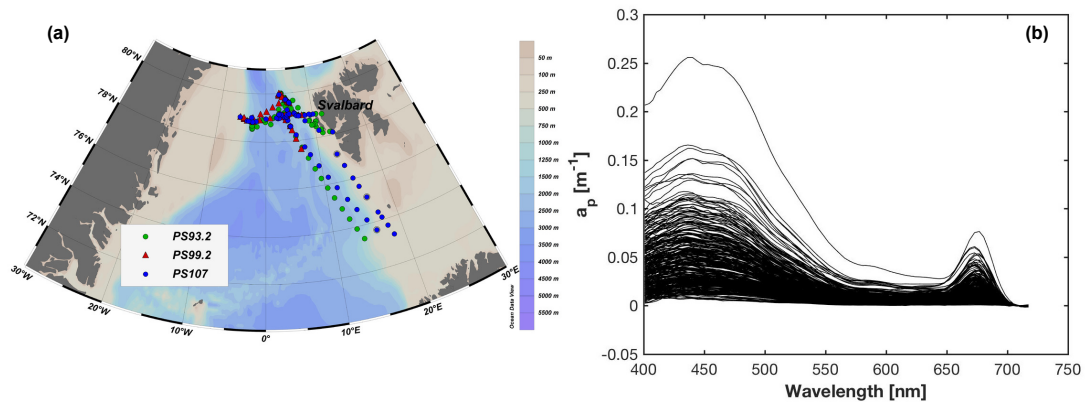 (a)
80°N
78°N
76°N
74°N
72°N
30°W
20°W
10°W
0°
10°E
20°E
30°E
Svalbard
PS93.2
PS99.2
PS107
50 m
100 m
250 m
500 m
750 m
1000 m
1500 m
2000 m
2500 m
3000 m
3500 m
4000 m
4500 m
5000 m
5500 m
Ocean Data View
(b)
0.3
0.25
0.2
0.15
0.1
0.05
0
-0.05
a_p [m⁻¹]
400
450
500
550
600
650
700
750
Wavelength [nm]